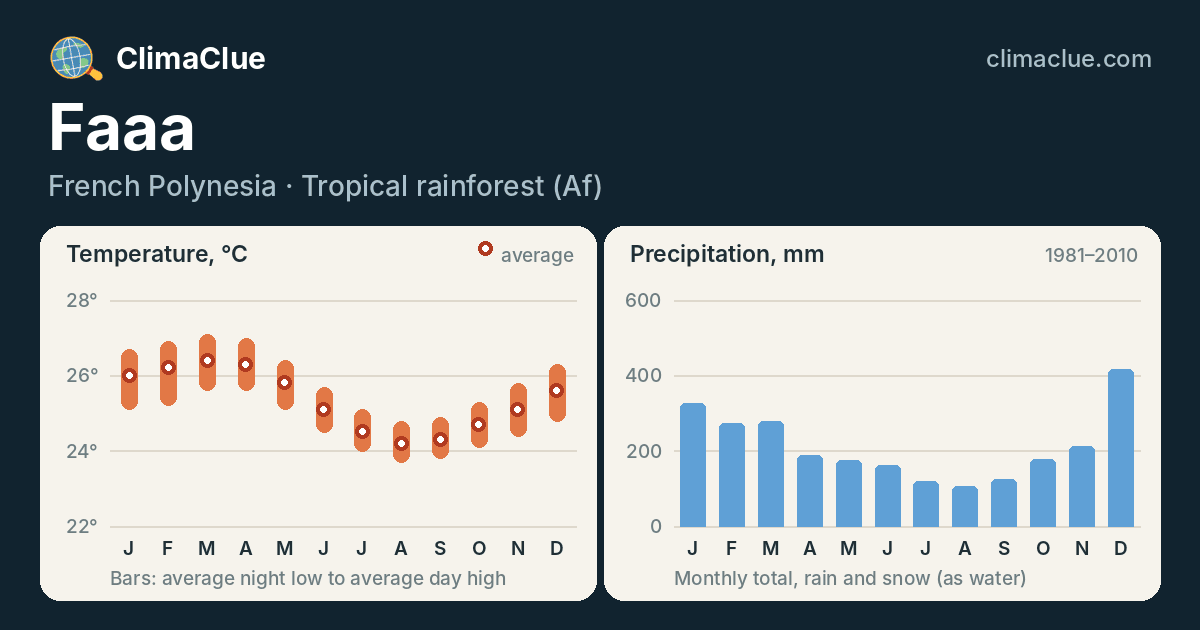 ClimaClue
climaclue.com
Faaa
French Polynesia · Tropical rainforest (Af)
Temperature, °C
average
28°
26°
24°
22°
J F M A M J J A S O N D
Bars: average night low to average day high
Precipitation, mm
1981–2010
600
400
200
0
J F M A M J J A S O N D
Monthly total, rain and snow (as water)